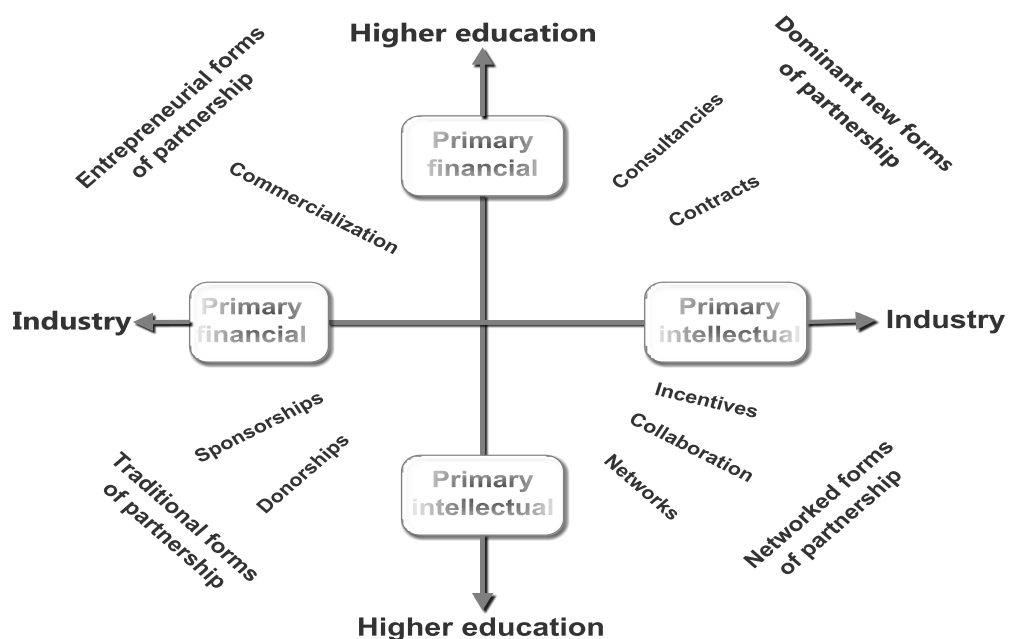 Higher education
Entrepreneurial forms
of partnership
Dominant new forms
of partnership
Primary
financial
Consultancies
Contracts
Commercialization
Industry
Primary
financial
Primary
intellectual
Industry
Sponsorships
Donorships
Traditional forms
of partnership
Primary
intellectual
Incentives
Collaboration
Networks
Networked forms
of partnership
Higher education